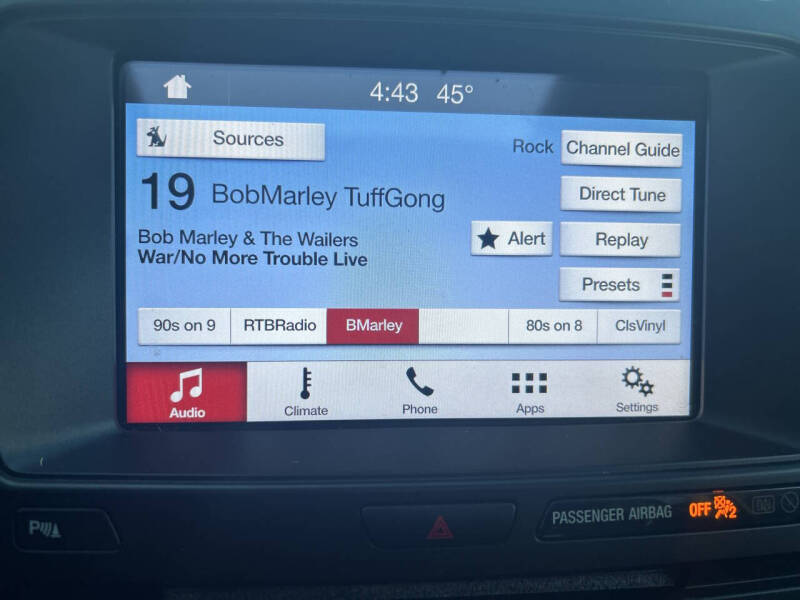 4:43 45°
Sources
Rock
Channel Guide
19 BobMarley TuffGong
Direct Tune
Bob Marley & The Wailers
Alert
Replay
War/No More Trouble Live
Presets
90s on 9 RTBRadio BMarley 80s on 8 ClsVinyl
Audio Climate Phone Apps Settings
P
PASSENGER AIRBAG OFF 2